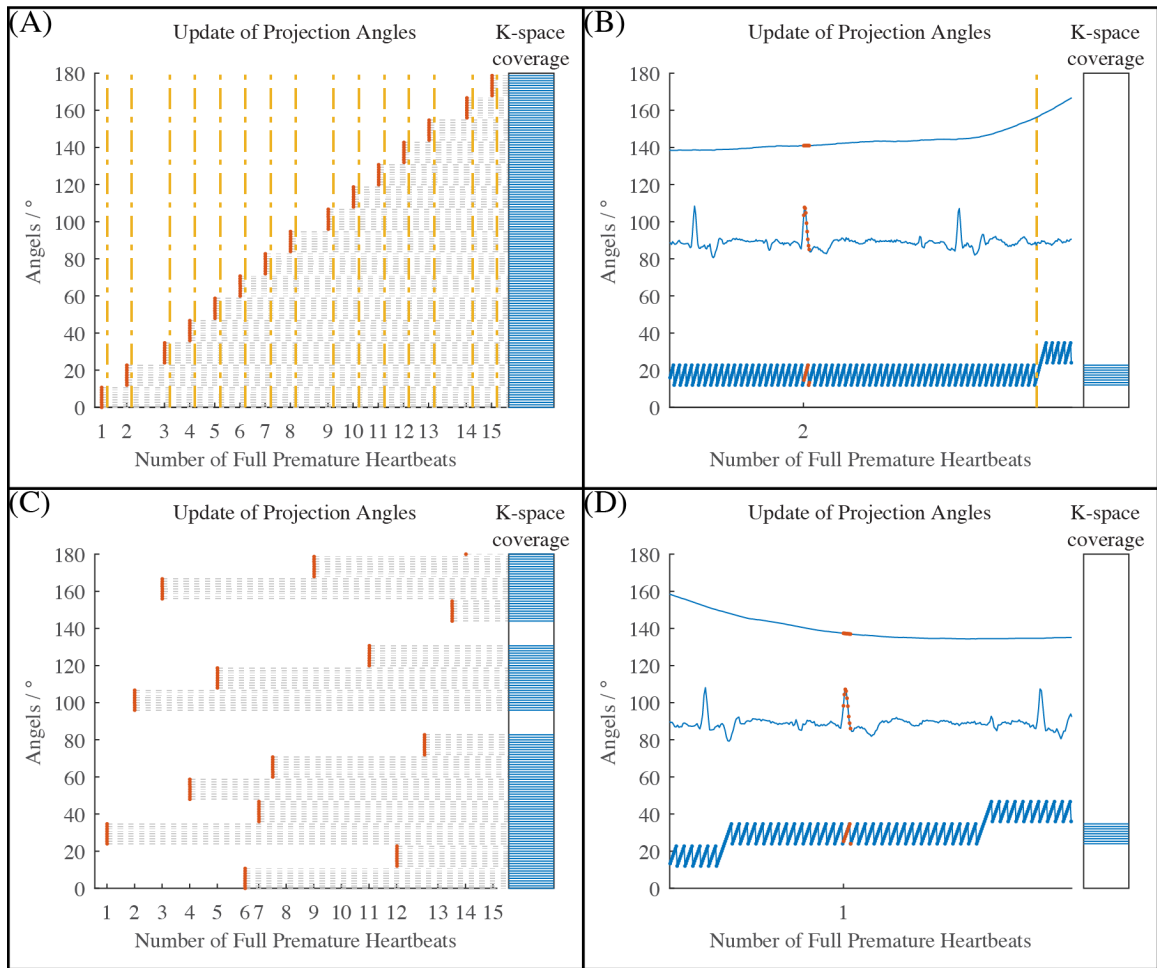 (A)
Update of Projection Angles
K-space
coverage
180
160
140
120
100
80
60
40
20
0
Angels / °
1 2 3 4 5 6 7 8 9 10 11 12 13 14 15
Number of Full Premature Heartbeats
(B)
Update of Projection Angles
K-space
coverage
180
160
140
120
100
80
60
40
20
0
Angels / °
2
Number of Full Premature Heartbeats
(C)
Update of Projection Angles
K-space
coverage
180
160
140
120
100
80
60
40
20
0
Angels / °
1 2 3 4 5 6 7 8 9 10 11 12 13 14 15
Number of Full Premature Heartbeats
(D)
Update of Projection Angles
K-space
coverage
180
160
140
120
100
80
60
40
20
0
Angels / °
1
Number of Full Premature Heartbeats